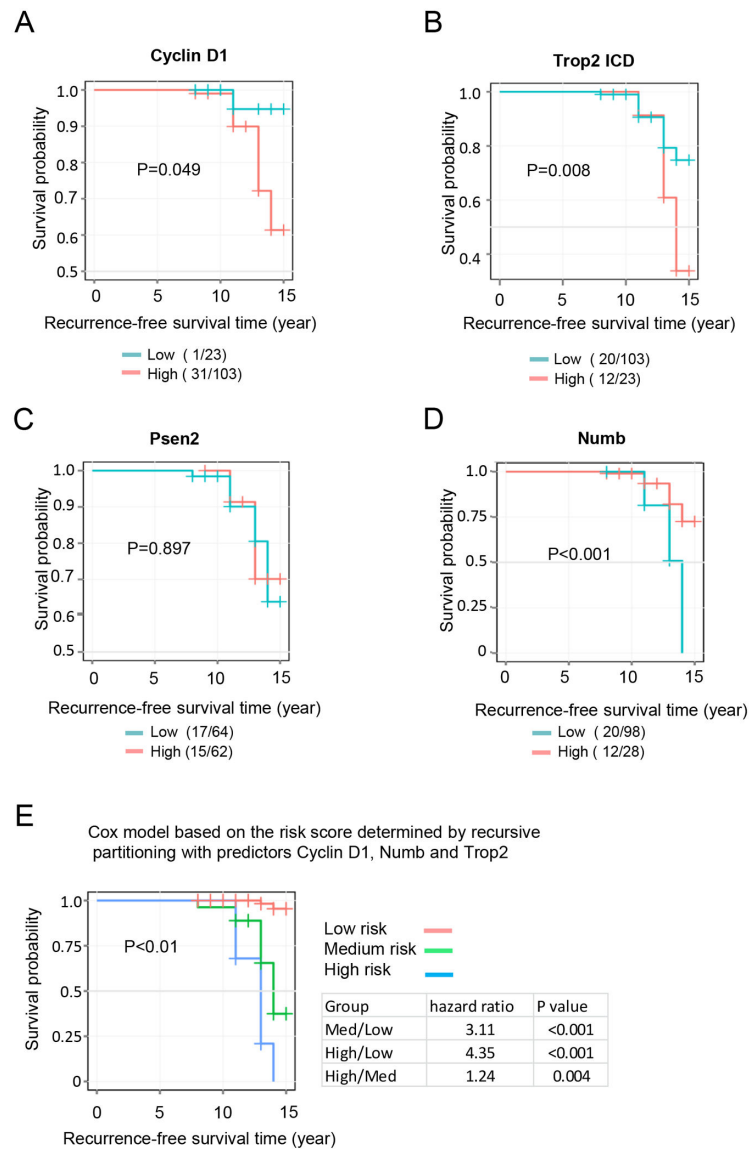 A
Cyclin D1
Survival probability
1.0
0.9
0.8
0.7
0.6
0.5
P=0.049
0 5 10 15
Recurrence-free survival time (year)
Low ( 1/23)
High ( 31/103)
B
Trop2 ICD
Survival probability
1.0
0.8
0.6
0.4
P=0.008
0 5 10 15
Recurrence-free survival time (year)
Low ( 20/103)
High ( 12/23)
C
Psen2
Survival probability
1.0
0.9
0.8
0.7
0.6
0.5
P=0.897
0 5 10 15
Recurrence-free survival time (year)
Low (17/64)
High (15/62)
D
Numb
Survival probability
1.0
0.75
0.5
0.25
0
P<0.001
0 5 10 15
Recurrence-free survival time (year)
Low ( 20/98)
High ( 12/28)
E
Cox model based on the risk score determined by recursive
partitioning with predictors Cyclin D1, Numb and Trop2
Survival probability
1.0
0.75
0.5
0.25
0
P<0.01
0 5 10 15
Recurrence-free survival time (year)
Low risk
Medium risk
High risk
Group hazard ratio P value
Med/Low 3.11 <0.001
High/Low 4.35 <0.001
High/Med 1.24 0.004